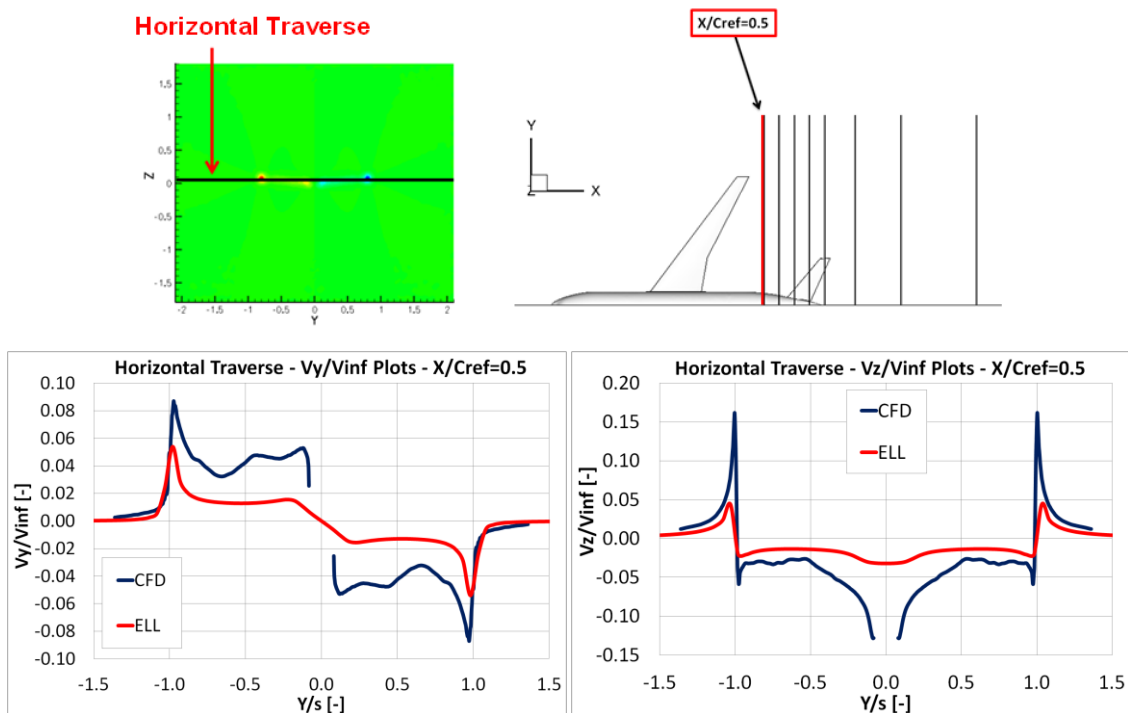 Horizontal Traverse
X/Cref=0.5
1.5
1
0.5
0
-0.5
-1
-1.5
Z
-2 -1.5 -1 -0.5 0 0.5 1 1.5 2
Y
Y
Z X
Horizontal Traverse - Vy/Vinf Plots - X/Cref=0.5
0.10
0.08
0.06
0.04
0.02
0.00
-0.02
-0.04
-0.06
-0.08
-0.10
Vy/Vinf [-]
CFD
ELL
-1.5 -1.0 -0.5 0.0 0.5 1.0 1.5
Y/s [-]
Horizontal Traverse - Vz/Vinf Plots - X/Cref=0.5
0.20
0.15
0.10
0.05
0.00
-0.05
-0.10
-0.15
Vz/Vinf [-]
CFD
ELL
-1.5 -1.0 -0.5 0.0 0.5 1.0 1.5
Y/s [-]